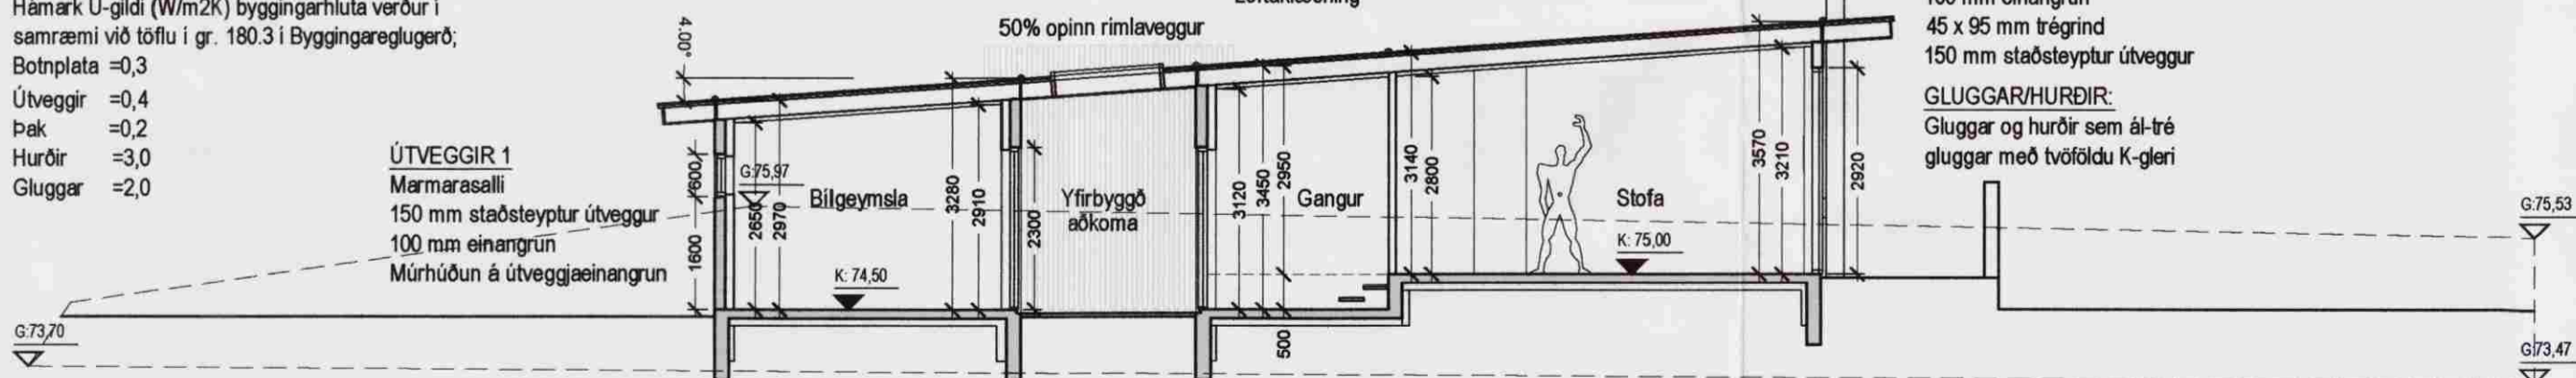 Hámark U-gildi (W/m2K) byggingarhluta verður í
samræmi við töflu í gr. 180.3 í Byggingareglugerð;
Botnplata =0,3
Útveggir =0,4
Þak =0,2
Hurðir =3,0
Gluggar =2,0
ÚTVEGGIR 1
Marmarasalli
150 mm staðsteyptur útveggur
100 mm einangrun
Múrhúðun á útveggjaeinangrun
G:73,70
4.00°
50% opinn rimlaveggur
600
1600
G:75,97
2650
2970
Bílgeymsla
K: 74,50
3280
2910
2300
Yfirbyggð
aðkoma
3120
3450
2950
Gangur
500
3140
2800
Stofa
K: 75,00
3570
3210
2920
45 x 95 mm trégrind
150 mm staðsteyptur útveggur
GLUGGAR/HURÐIR:
Gluggar og hurðir sem ál-tré
gluggar með tvöföldu K-gleri
G:75,53
G:73,47